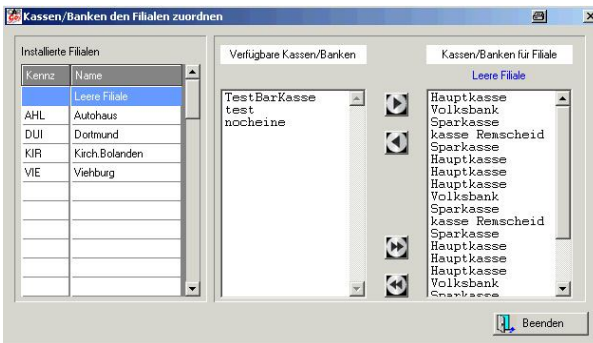 Kassen/Banken den Filialen zuordnen
Installierte Filialen
Kennz Name
Leere Filiale
AHL Autohaus
DUI Dortmund
KIR Kirch.Bolanden
VIE Viehburg
Verfügbare Kassen/Banken
TestBarKasse
test
nocheine
Kassen/Banken für Filiale
Leere Filiale
Hauptkasse
Volksbank
Sparkasse
kasse Remscheid
Sparkasse
Hauptkasse
Hauptkasse
Hauptkasse
Volksbank
Sparkasse
kasse Remscheid
Sparkasse
Hauptkasse
Hauptkasse
Hauptkasse
Volksbank
Sparkasse
Beenden